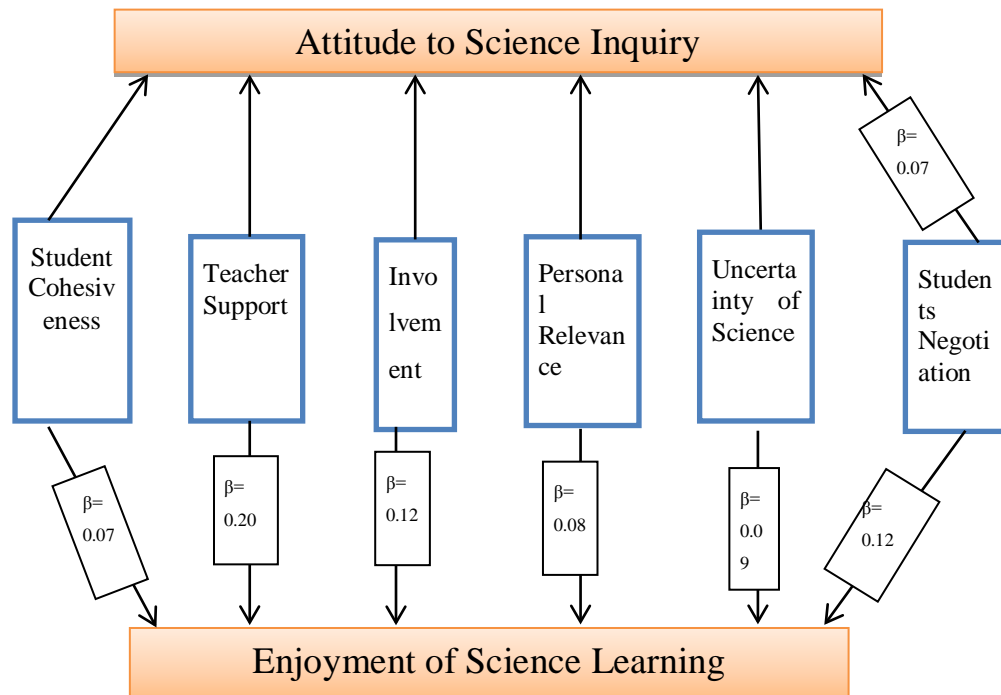 Attitude to Science Inquiry
β=
0.07
Student
Cohesiv
eness
Teacher
Support
Invo
lvem
ent
Persona
l
Relevan
ce
Uncerta
inty of
Science
Studen
ts
Negoti
ation
β=
0.07
β=
0.20
β=
0.12
β=
0.08
β=
0.0
9
β=
0.12
Enjoyment of Science Learning